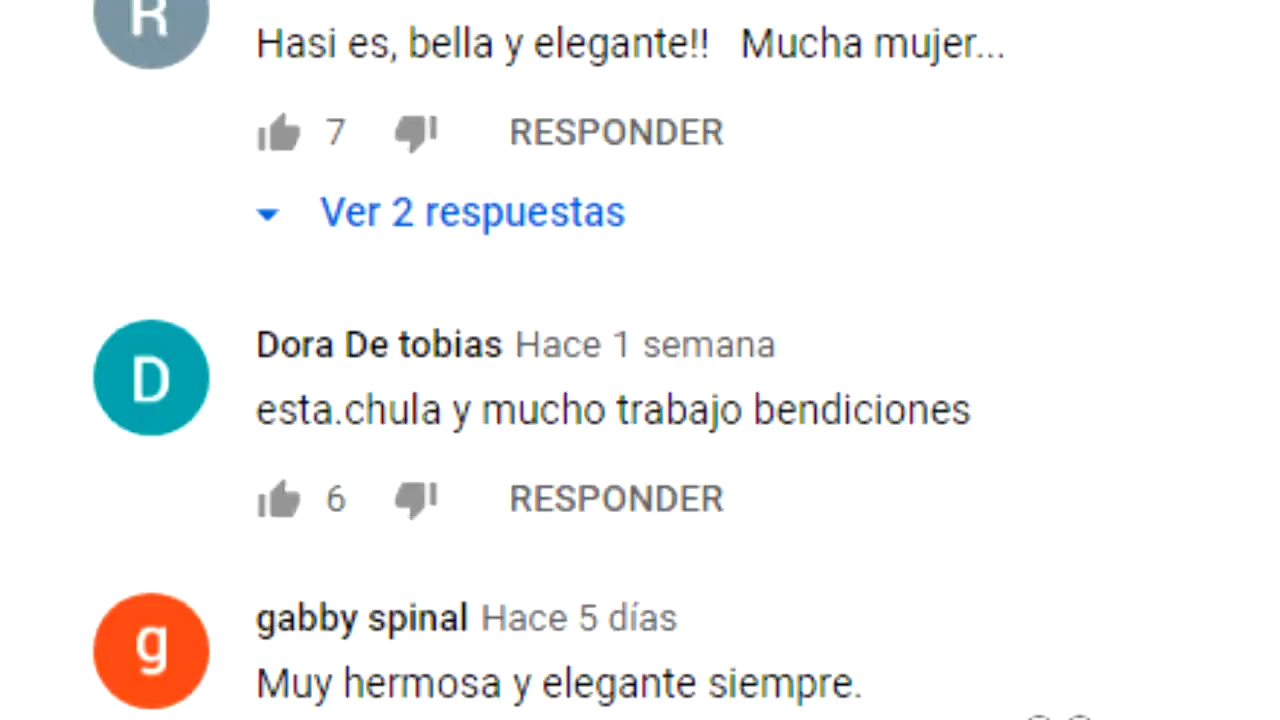 R
Hasi es, bella y elegante!! Mucha mujer...
7 RESPONDER
Ver 2 respuestas
D
Dora De tobias Hace 1 semana
esta.chula y mucho trabajo bendiciones
6 RESPONDER
g
gabby spinal Hace 5 días
Muy hermosa y elegante siempre.